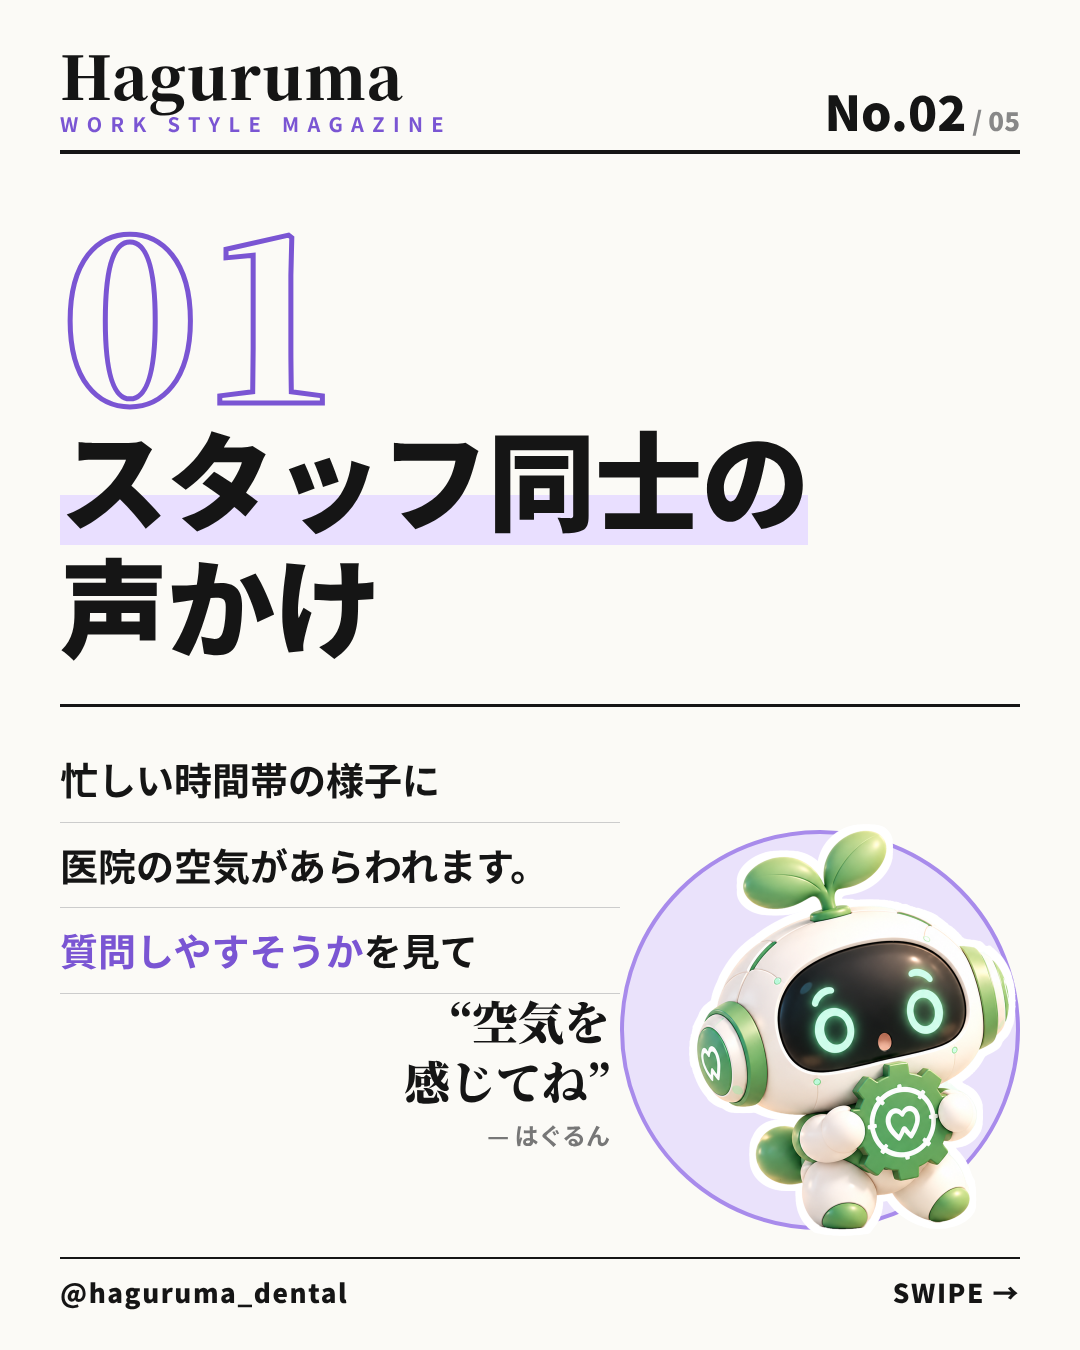 Haguruma
WORK STYLE MAGAZINE
No.02 / 05
01
スタッフ同士の
声かけ
忙しい時間帯の様子に
医院の空気があらわれます。
質問しやすそうかを見て
“空気を
感じてね”
— はぐるん
@haguruma_dental
SWIPE →